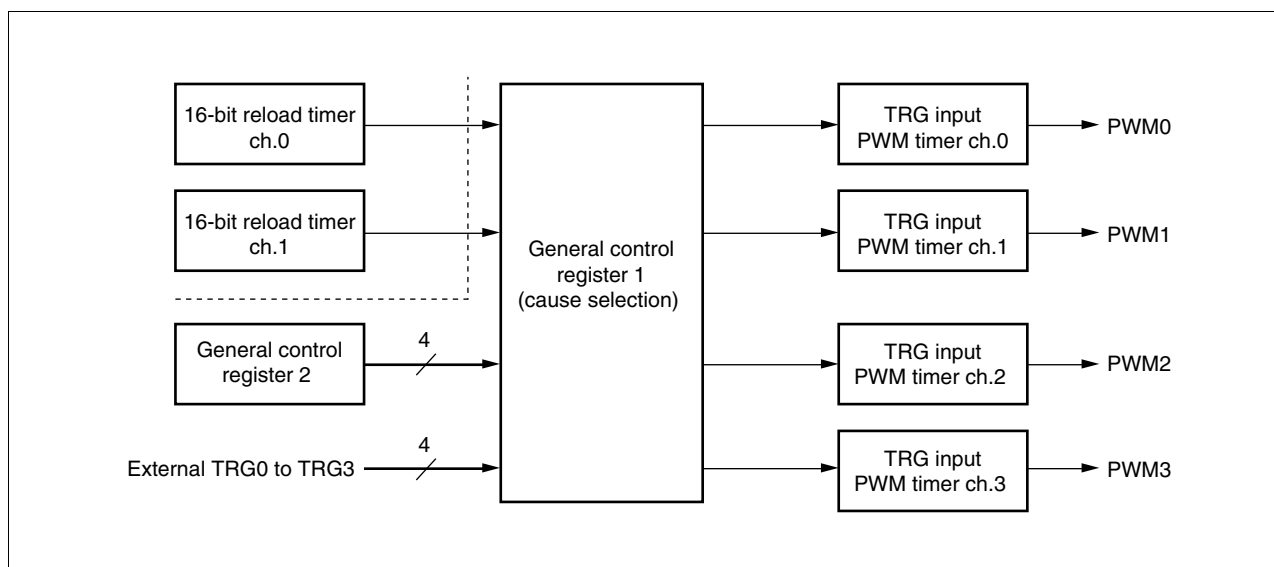 16-bit reload timer
ch.0
16-bit reload timer
ch.1
General control
register 2
4
External TRG0 to TRG3
4
General control
register 1
(cause selection)
TRG input
PWM timer ch.0
PWM0
TRG input
PWM timer ch.1
PWM1
TRG input
PWM timer ch.2
PWM2
TRG input
PWM timer ch.3
PWM3